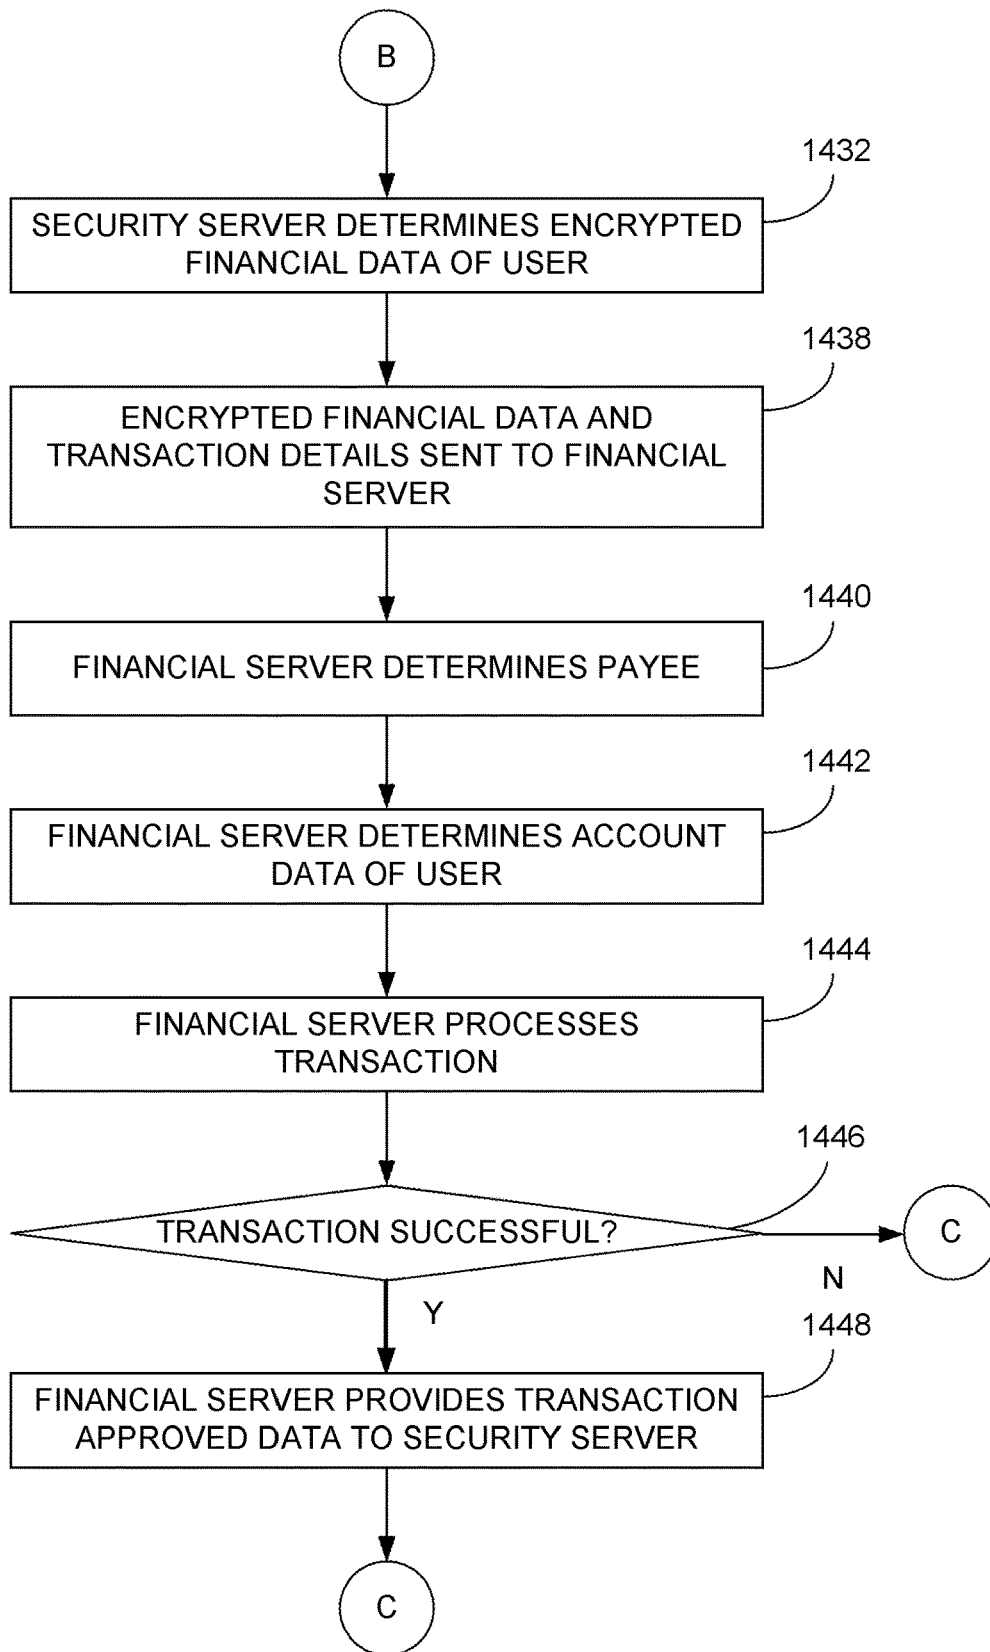 B
1432
SECURITY SERVER DETERMINES ENCRYPTED
FINANCIAL DATA OF USER
1438
ENCRYPTED FINANCIAL DATA AND
TRANSACTION DETAILS SENT TO FINANCIAL
SERVER
1440
FINANCIAL SERVER DETERMINES PAYEE
1442
FINANCIAL SERVER DETERMINES ACCOUNT
DATA OF USER
1444
FINANCIAL SERVER PROCESSES
TRANSACTION
1446
TRANSACTION SUCCESSFUL?
C
N
Y
1448
FINANCIAL SERVER PROVIDES TRANSACTION
APPROVED DATA TO SECURITY SERVER
C